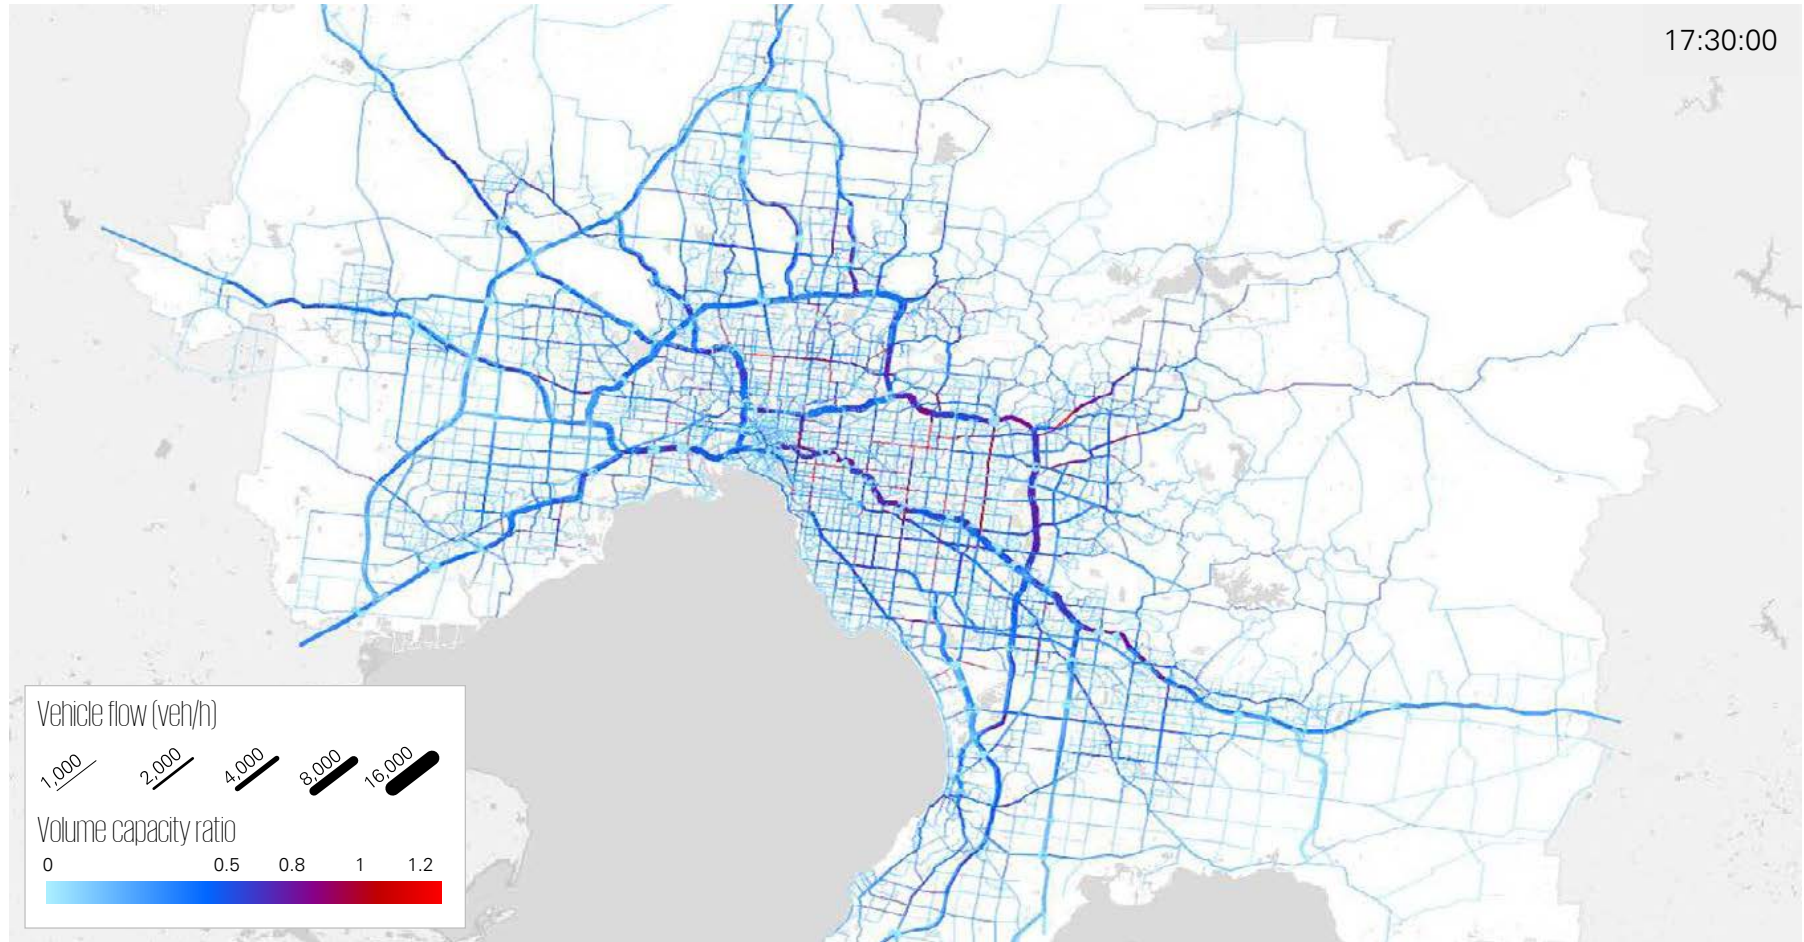 17:30:00
Vehicle flow (veh/h)
1,000 2,000 4,000 8,000 16,000
Volume capacity ratio
0 0.5 0.8 1 1.2